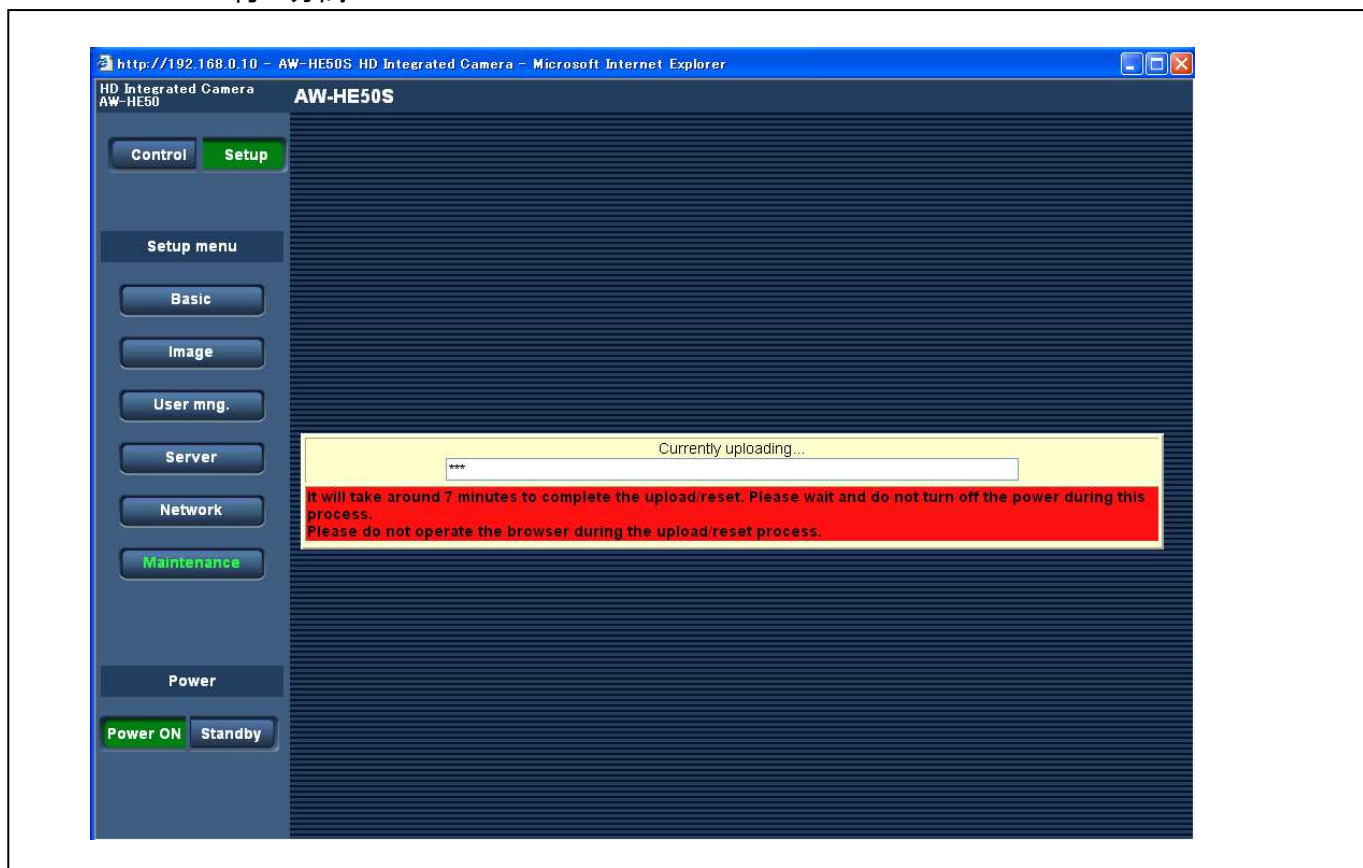 http://192.168.0.10 - AW-HE50S HD Integrated Camera - Microsoft Internet Explorer
HD Integrated Camera
AW-HE50
AW-HE50S
Control Setup
Setup menu
Basic
Image
User mng.
Server
Network
Maintenance
Currently uploading...
***
It will take around 7 minutes to complete the upload/reset. Please wait and do not turn off the power during this
process.
Please do not operate the browser during the upload/reset process.
Power
Power ON Standby